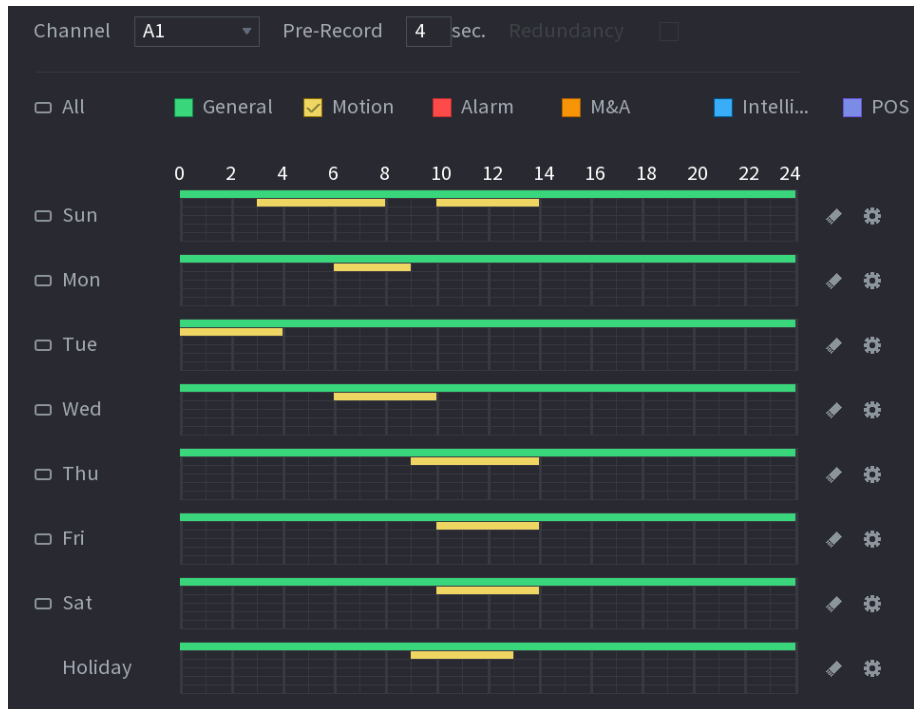 Channel A1 Pre-Record 4 sec. Redundancy
All General Motion Alarm M&A Intelli... POS
0 2 4 6 8 10 12 14 16 18 20 22 24
Sun
Mon
Tue
Wed
Thu
Fri
Sat
Holiday